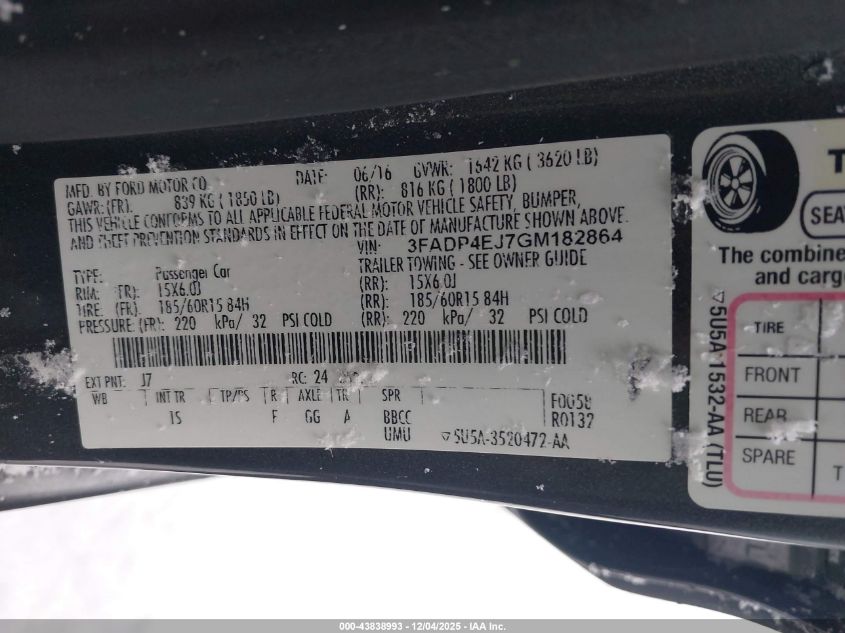 MFD. BY FORD MOTOR CO.
DATE: 06/16 GVWR: 1642 KG ( 3620 LB)
GAWR: (FR): 839 KG ( 1850 LB) (RR): 816 KG ( 1800 LB)
THIS VEHICLE CONFORMS TO ALL APPLICABLE FEDERAL MOTOR VEHICLE SAFETY, BUMPER,
AND THEFT PREVENTION STANDARDS IN EFFECT ON THE DATE OF MANUFACTURE SHOWN ABOVE.
VIN: 3FADP4EJ7GM182864
TYPE: Passenger Car TRAILER TOWING - SEE OWNER GUIDE
RIM: (FR): 15X6.0J (RR): 15X6.0J
TIRE: (FR): 185/60R15 84H (RR): 185/60R15 84H
PRESSURE: (FR): 220 kPa/ 32 PSI COLD (RR): 220 kPa/ 32 PSI COLD
EXT PNT: J7 RC: 24
WB INT TR TP/PS R AXLE TR SPR F0058
IS F GG A BBCC R0132
UMU ▽5U5A-3520472-AA
▽5U5A-1532-AA (TLU)
SEA
The combine
and carg
TIRE
FRONT
REAR
SPARE
T
000-43838993 - 12/04/2025 - IAA Inc.